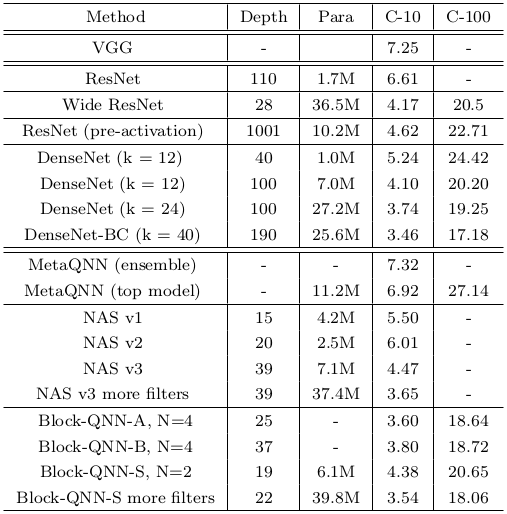 Method Depth Para C-10 C-100
VGG - 7.25 -
ResNet 110 1.7M 6.61 -
Wide ResNet 28 36.5M 4.17 20.5
ResNet (pre-activation) 1001 10.2M 4.62 22.71
DenseNet (k = 12) 40 1.0M 5.24 24.42
DenseNet (k = 12) 100 7.0M 4.10 20.20
DenseNet (k = 24) 100 27.2M 3.74 19.25
DenseNet-BC (k = 40) 190 25.6M 3.46 17.18
MetaQNN (ensemble) - - 7.32 -
MetaQNN (top model) - 11.2M 6.92 27.14
NAS v1 15 4.2M 5.50 -
NAS v2 20 2.5M 6.01 -
NAS v3 39 7.1M 4.47 -
NAS v3 more filters 39 37.4M 3.65 -
Block-QNN-A, N=4 25 - 3.60 18.64
Block-QNN-B, N=4 37 - 3.80 18.72
Block-QNN-S, N=2 19 6.1M 4.38 20.65
Block-QNN-S more filters 22 39.8M 3.54 18.06